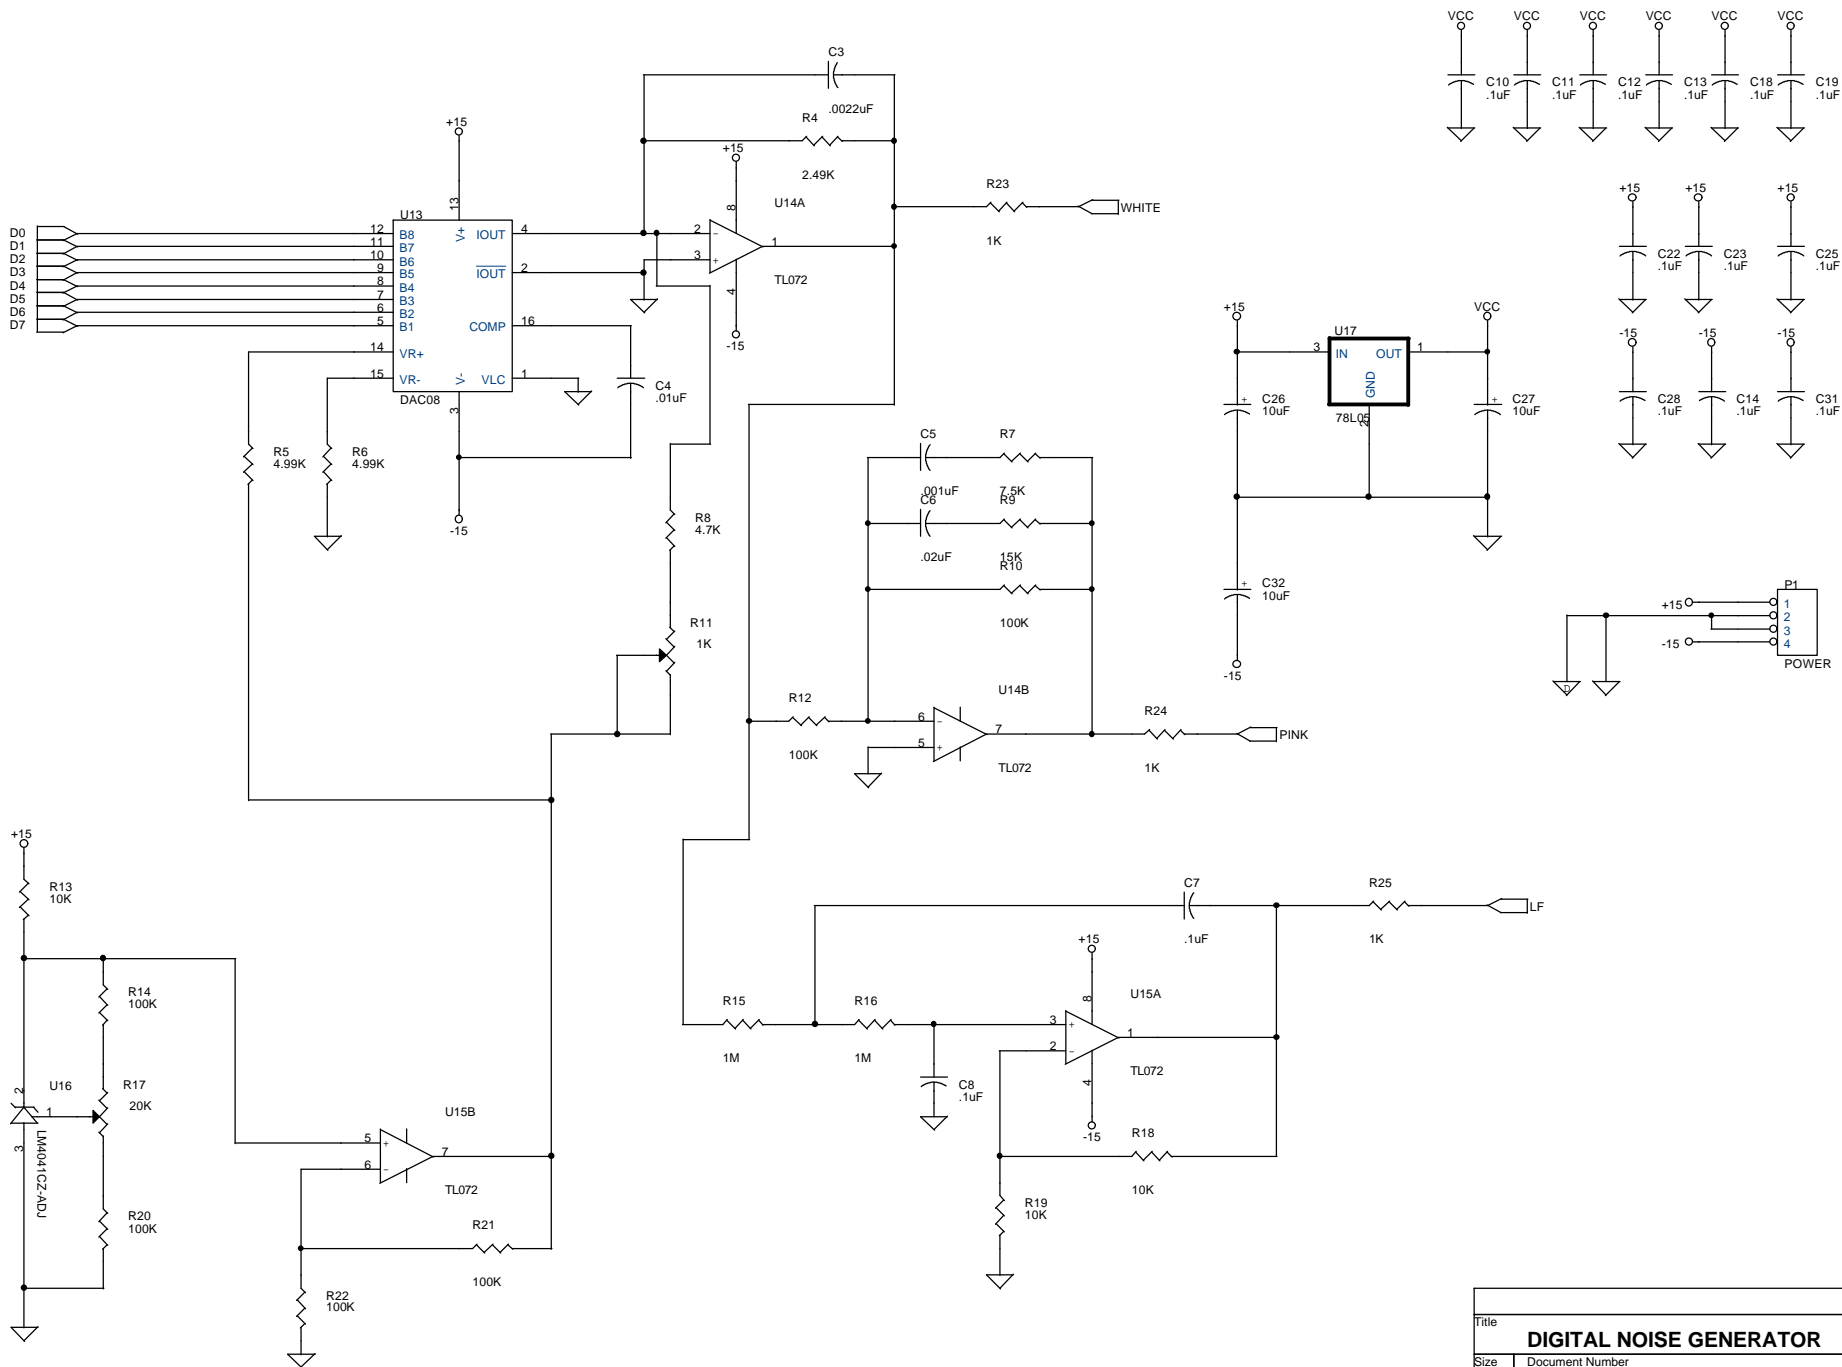 VCC VCC VCC VCC VCC VCC
C10 .1uF
C11 .1uF
C12 .1uF
C13 .1uF
C18 .1uF
C19 .1uF
C3
.0022uF
R4
2.49K
+15
+15
U14A
8
2 -
3 +
1
4
TL072
-15
R23
1K
WHITE
+15 +15 +15
C22 .1uF
C23 .1uF
C25 .1uF
-15 -15 -15
C28 .1uF
C14 .1uF
C31 .1uF
D0
D1
D2
D3
D4
D5
D6
D7
U13
13
V+
12 B8
11 B7
10 B6
9 B5
8 B4
7 B3
6 B2
5 B1
14 VR+
15 VR-
IOUT 4
IOUT 2
COMP 16
VLC 1
V-
3
DAC08
C4
.01uF
-15
R5
4.99K
R6
4.99K
+15
VCC
U17
3 IN
OUT 1
GND
2
78L05
C26
10uF
+
C27
10uF
+
C32
10uF
+
-15
C5
.001uF
R7
7.5K
C6
.02uF
R9
15K
R10
100K
R8
4.7K
R11
1K
R12
100K
U14B
6 -
5 +
7
TL072
R24
1K
PINK
P1
+15 1
2
3
-15 4
POWER
D
+15
R13
10K
R14
100K
R17
20K
R20
100K
2
U16
1
3
LM4041CZ-ADJ
U15B
5 +
6 -
7
TL072
R21
100K
R22
100K
C7
.1uF
R25
1K
LF
R15
1M
R16
1M
C8
.1uF
+15
U15A
8
3 +
2 -
1
4
TL072
-15
R18
10K
R19
10K
Title
DIGITAL NOISE GENERATOR
Size Document Number